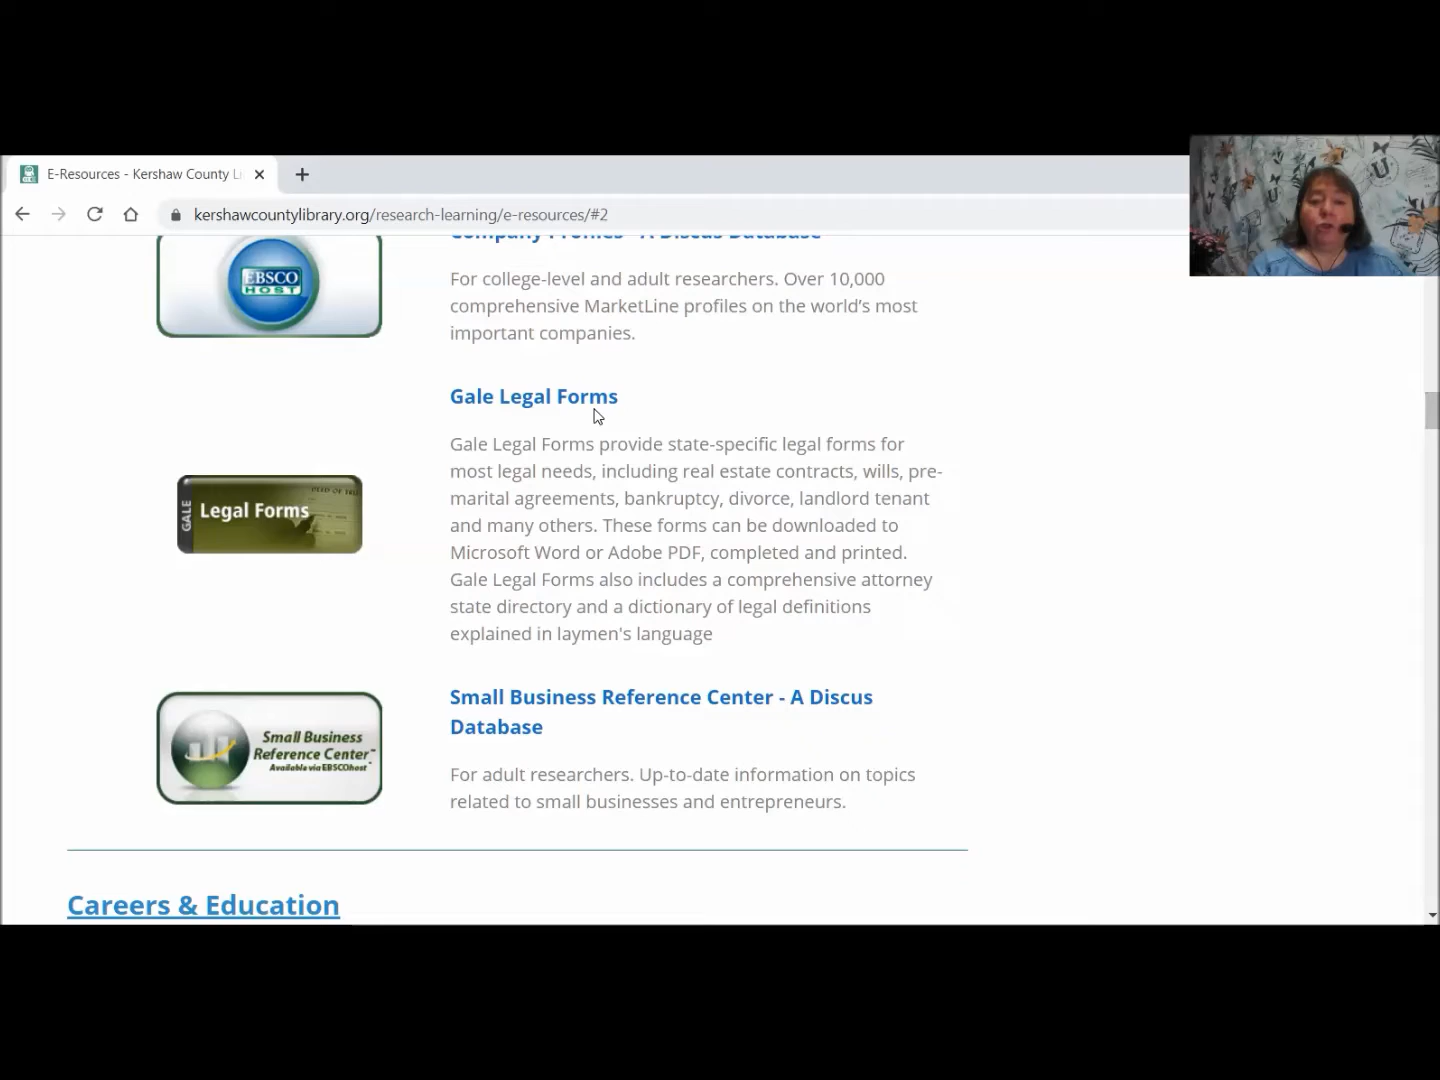 E-Resources - Kershaw County Li
kershawcountylibrary.org/research-learning/e-resources/#2
Company Profiles - A Discus Database
EBSCO
HOST
For college-level and adult researchers. Over 10,000
comprehensive MarketLine profiles on the world's most
important companies.
Gale Legal Forms
GALE
Legal Forms
Gale Legal Forms provide state-specific legal forms for
most legal needs, including real estate contracts, wills, pre-
marital agreements, bankruptcy, divorce, landlord tenant
and many others. These forms can be downloaded to
Microsoft Word or Adobe PDF, completed and printed.
Gale Legal Forms also includes a comprehensive attorney
state directory and a dictionary of legal definitions
explained in laymen's language
Small Business
Reference Center™
Available via EBSCOhost
Small Business Reference Center - A Discus
Database
For adult researchers. Up-to-date information on topics
related to small businesses and entrepreneurs.
Careers & Education